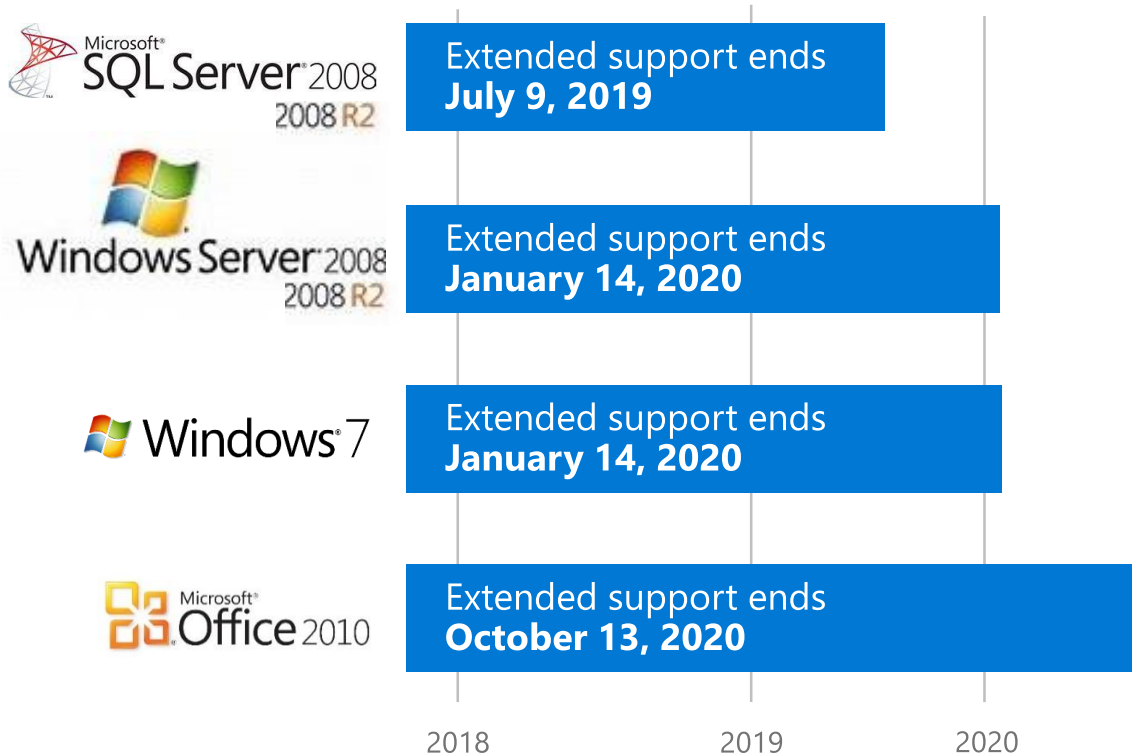 Microsoft®
SQL Server® 2008
2008 R2
Extended support ends
July 9, 2019
Windows Server® 2008
2008 R2
Extended support ends
January 14, 2020
Windows® 7
Extended support ends
January 14, 2020
Microsoft®
Office 2010
Extended support ends
October 13, 2020
2018
2019
2020